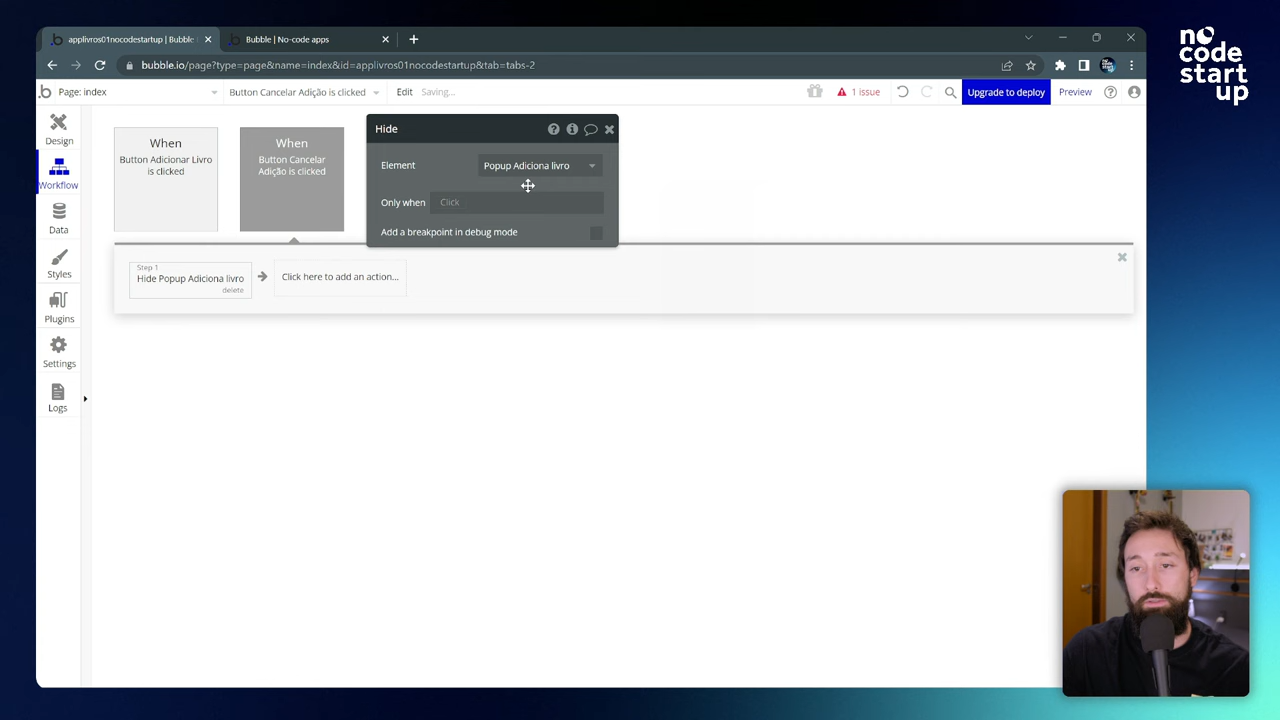 applivros01nocodestartup | Bubble
Bubble | No-code apps
bubble.io/page?type=page&name=index&id=applivros01nocodestartup&tab=tabs-2
Page: index
Button Cancelar Adição is clicked
Edit
Saving...
1 issue
Upgrade to deploy
Preview
no
code
start
up
Design
Workflow
Data
Styles
Plugins
Settings
Logs
When
Button Adicionar Livro
is clicked
When
Button Cancelar
Adição is clicked
Hide
Element
Popup Adiciona livro
Only when
Click
Add a breakpoint in debug mode
Step 1
Hide Popup Adiciona livro
delete
Click here to add an action...